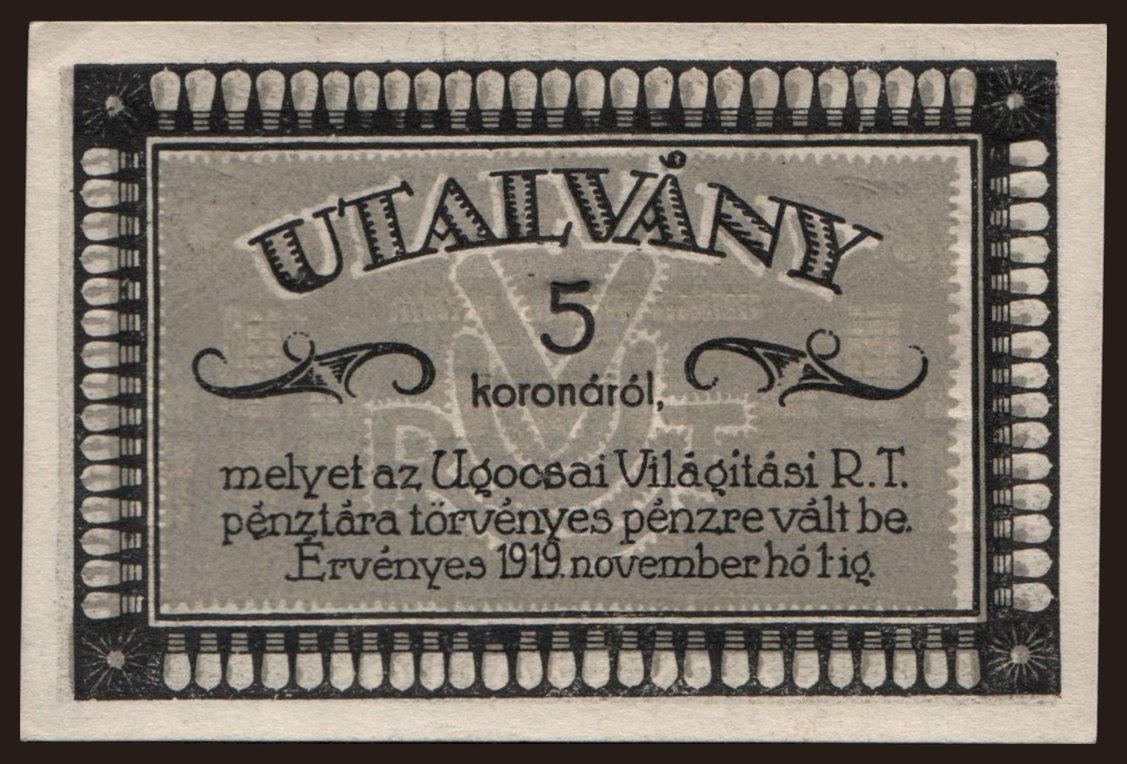 UTALVÁNY
5
koronáról,
melyet az Ugocsai Világitási R.T.
pénztára törvényes pénzre vált be.
Érvényes 1919. november hó 1-ig.
U
V
R T